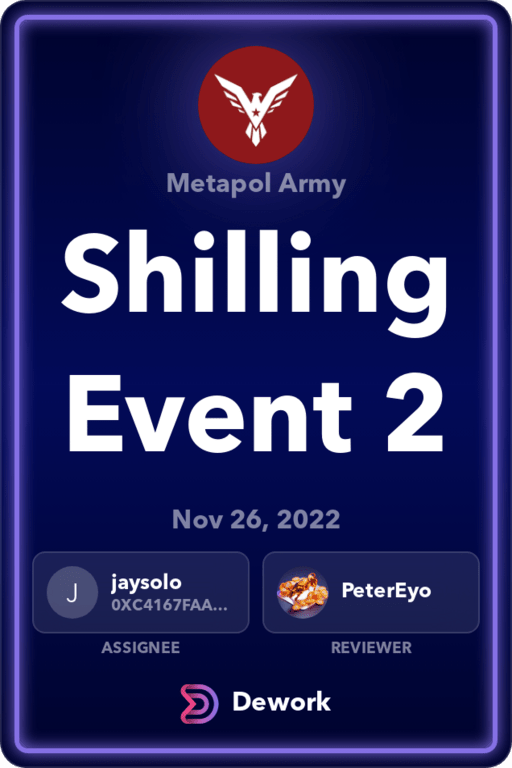 Metapol Army
Shilling
Event 2
Nov 26, 2022
J
jaysolo
0XC4167FAA...
PeterEyo
ASSIGNEE
REVIEWER
Dework